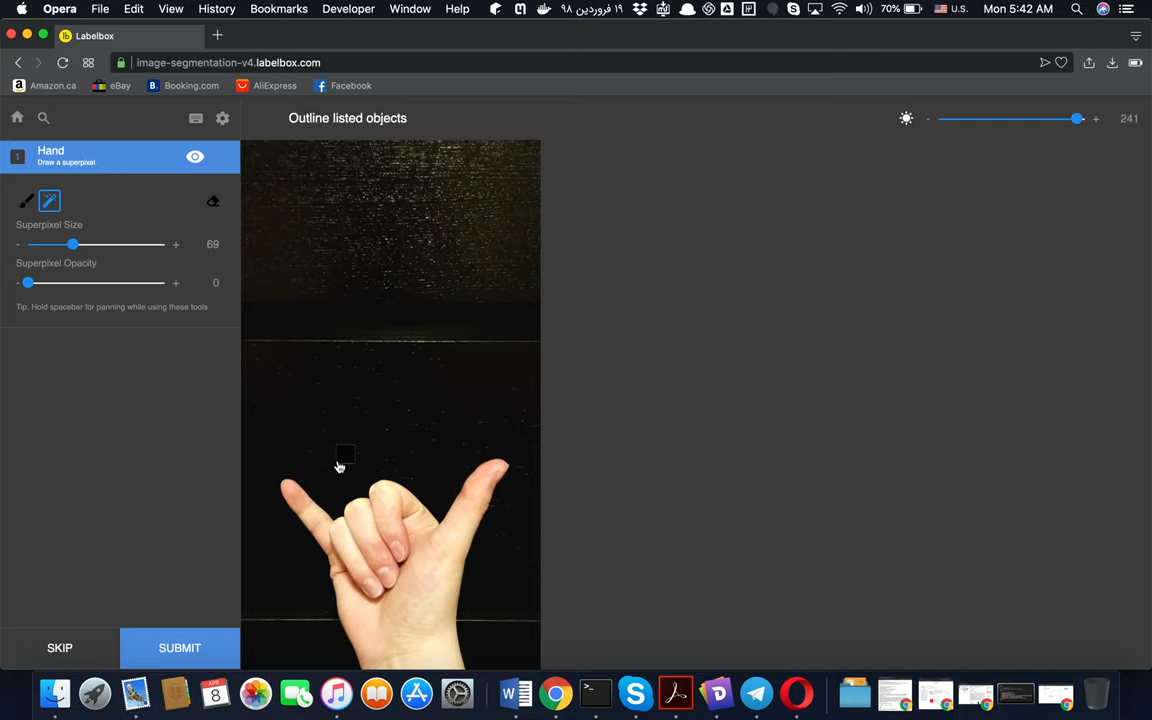 Opera File Edit View History Bookmarks Developer Window Help ۱۹ فروردین ۹۸ 70% U.S. Mon 5:42 AM
Labelbox
image-segmentation-v4.labelbox.com
Amazon.ca eBay Booking.com AliExpress Facebook
Outline listed objects - + 241
1 Hand
Draw a superpixel
Superpixel Size
- + 69
Superpixel Opacity
- + 0
Tip: Hold spacebar for panning while using these tools
SKIP SUBMIT
APR
8